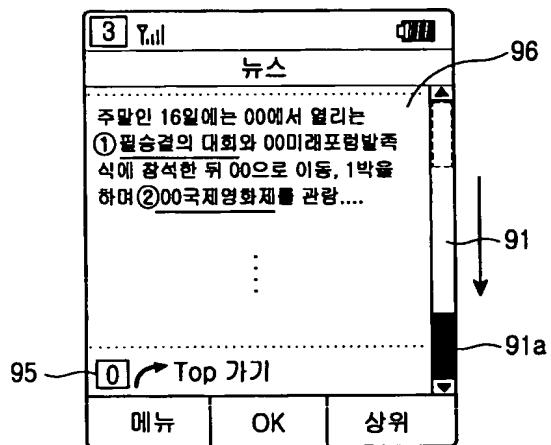 3
뉴스
96
주말인 16일에는 00에서 열리는
①필승결의 대회와 00미래포럼발족
식에 참석한 뒤 00으로 이동, 1박을
하며②00국제영화제를 관람....
91
91a
95
0 Top 가기
메뉴 OK 상위